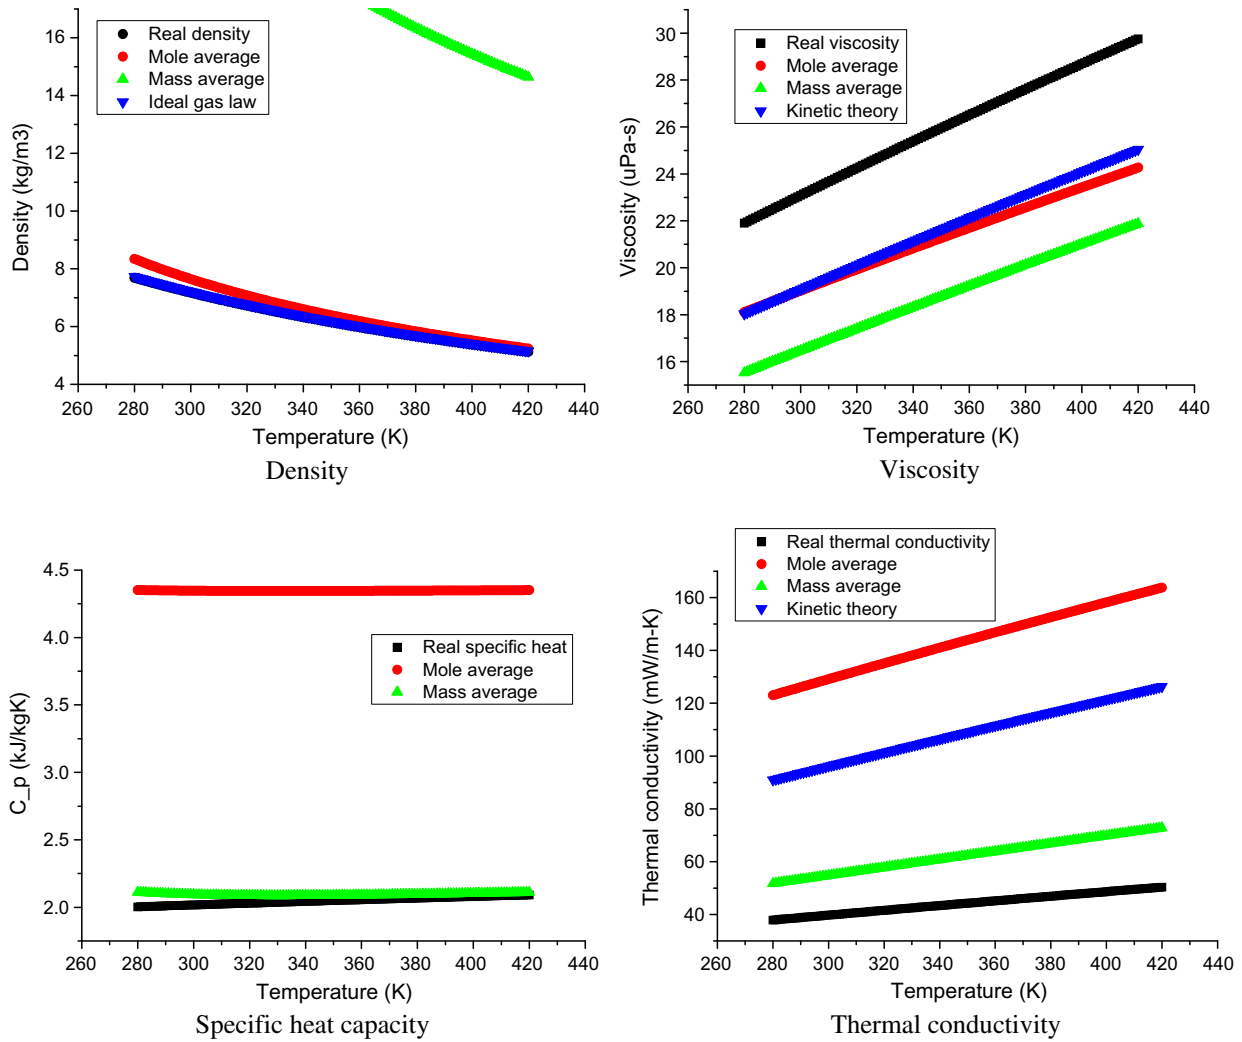 Real density
Mole average
Mass average
Ideal gas law
Density (kg/m3)
16
14
12
10
8
6
4
260 280 300 320 340 360 380 400 420 440
Temperature (K)
Density
Real viscosity
Mole average
Mass average
Kinetic theory
Viscosity (uPa-s)
30
28
26
24
22
20
18
16
260 280 300 320 340 360 380 400 420 440
Temperature (K)
Viscosity
Real specific heat
Mole average
Mass average
C_p (kJ/kgK)
4.5
4.0
3.5
3.0
2.5
2.0
260 280 300 320 340 360 380 400 420 440
Temperature (K)
Specific heat capacity
Real thermal conductivity
Mole average
Mass average
Kinetic theory
Thermal conductivity (mW/m-K)
160
140
120
100
80
60
40
260 280 300 320 340 360 380 400 420 440
Temperature (K)
Thermal conductivity